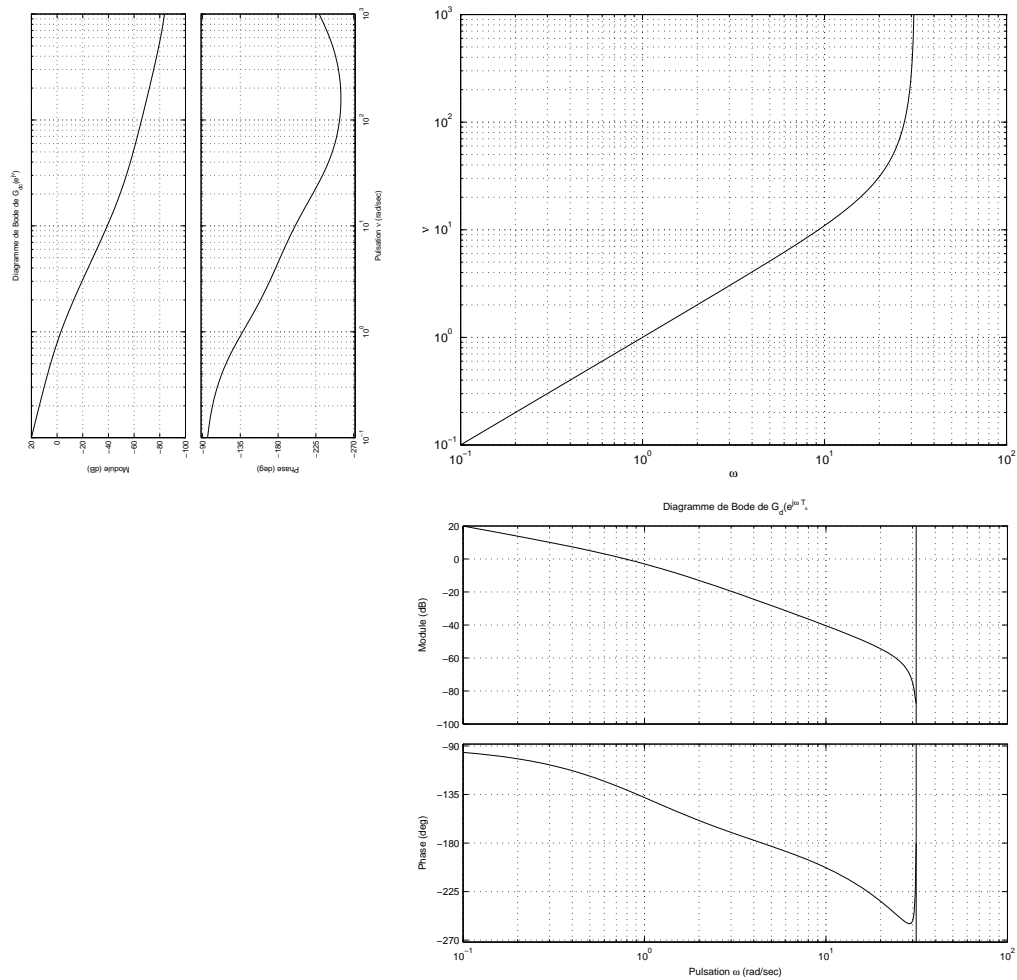 Diagramme de Bode de G_dc(e^jν)
Module (dB)
20 0 −20 −40 −60 −80 −100
Phase (deg)
−90 −135 −180 −225 −270
10^-1 10^0 10^1 10^2 10^3
Pulsation ν (rad/sec)
10^3
10^2
10^1
10^0
10^-1
ν
10^-1 10^0 10^1 10^2
ω
Diagramme de Bode de G_d(e^jω T_s
20
0
−20
−40
−60
−80
−100
Module (dB)
−90
−135
−180
−225
−270
Phase (deg)
10^-1 10^0 10^1 10^2
Pulsation ω (rad/sec)